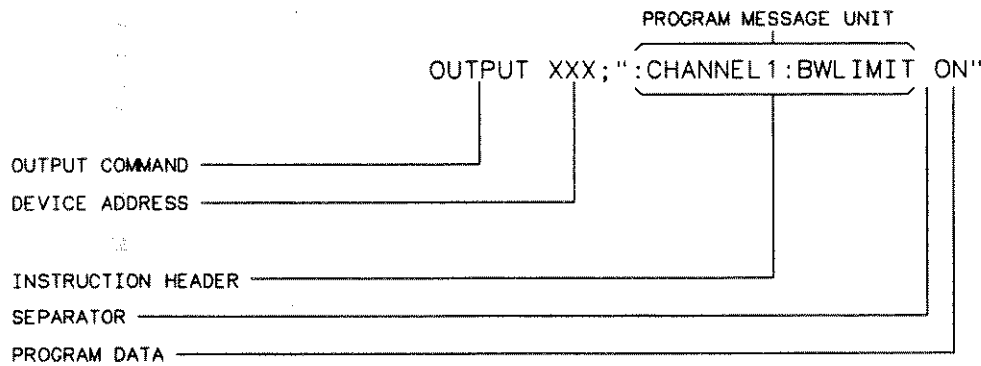 PROGRAM MESSAGE UNIT
OUTPUT XXX;":CHANNEL1:BWLIMIT ON"
OUTPUT COMMAND
DEVICE ADDRESS
INSTRUCTION HEADER
SEPARATOR
PROGRAM DATA